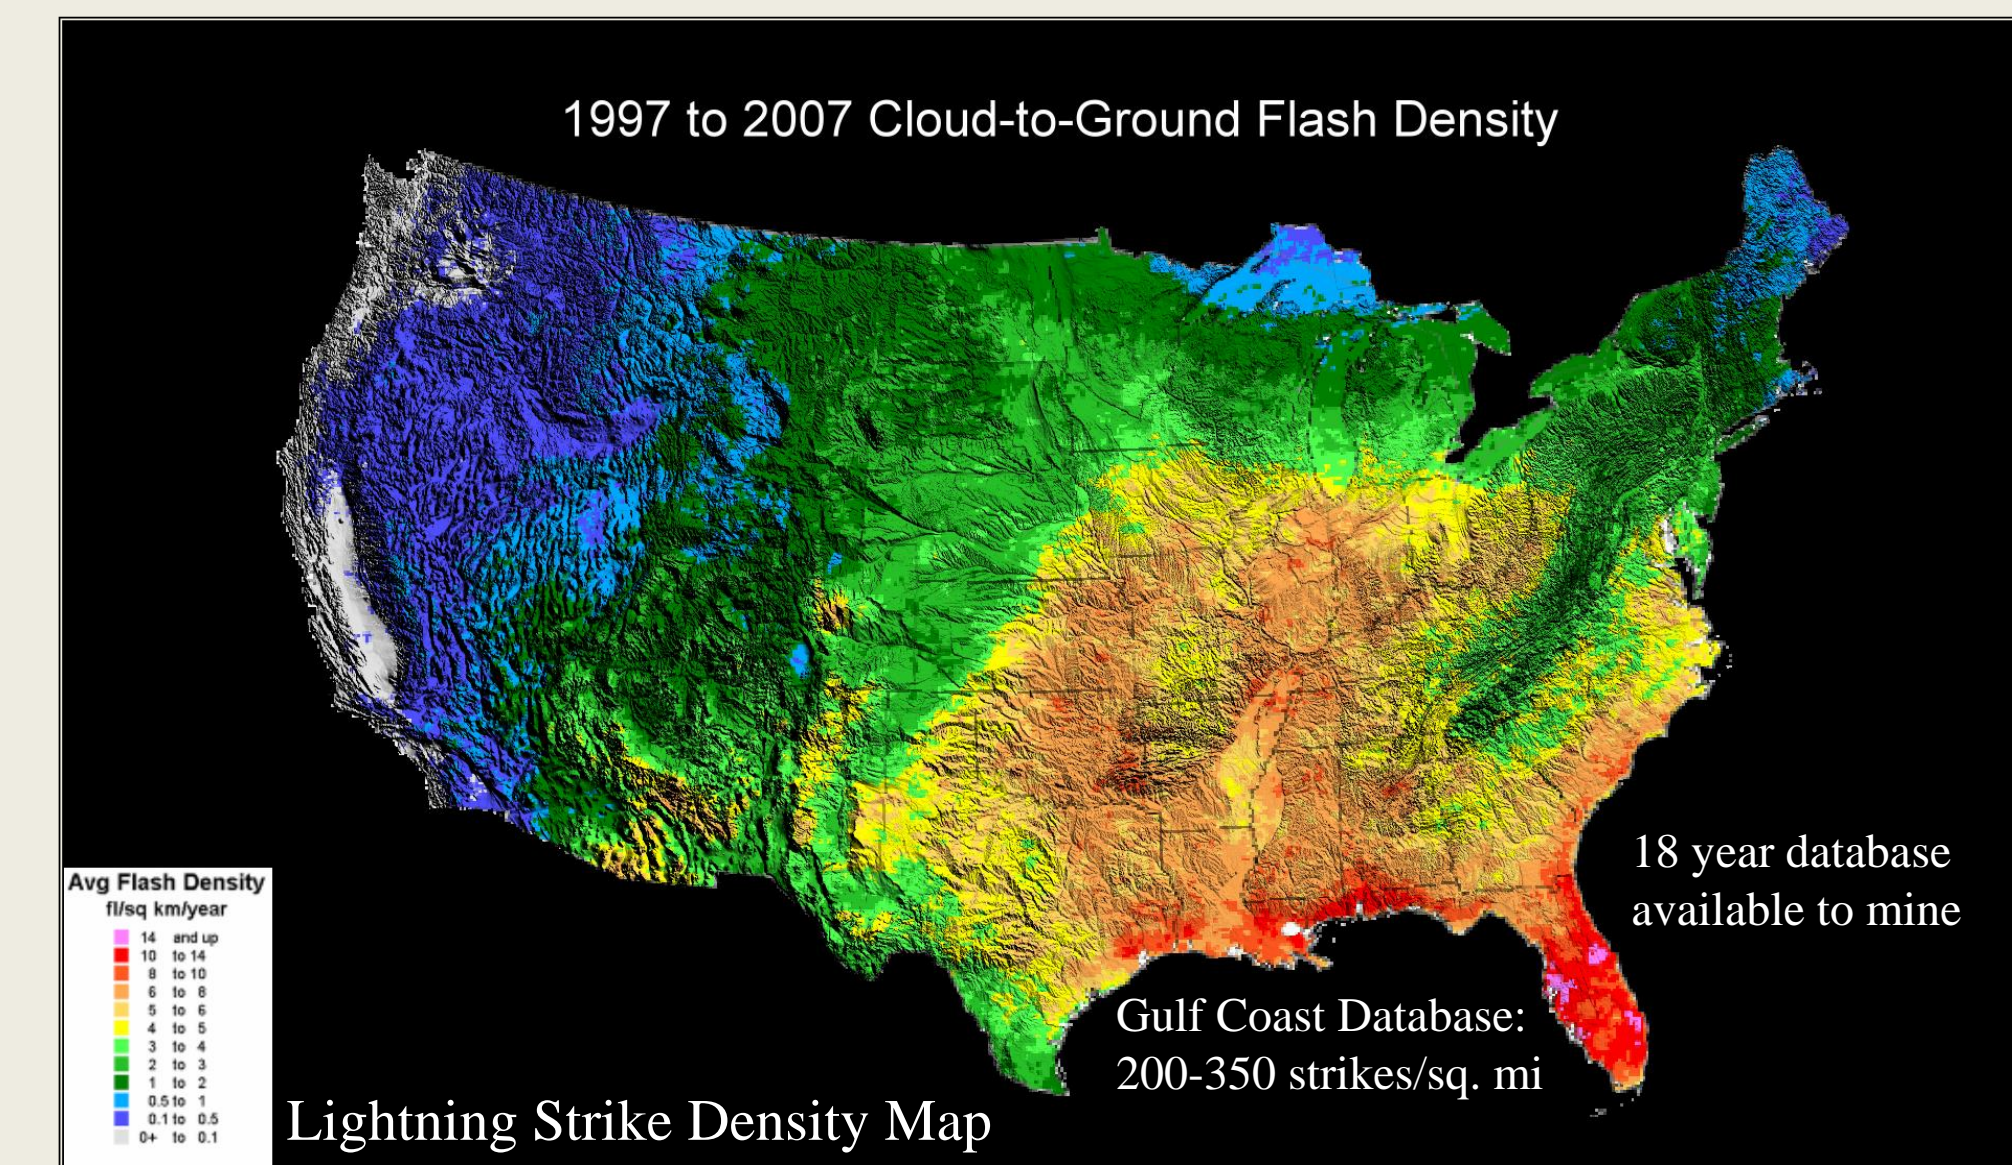 1997 to 2007 Cloud-to-Ground Flash Density
18 year database
available to mine
Avg Flash Density
fl/sq km/year
14 and up
10 to 14
8 to 10
6 to 8
5 to 6
4 to 5
3 to 4
2 to 3
1 to 2
0.5 to 1
0.1 to 0.5
0+ to 0.1
Gulf Coast Database:
200-350 strikes/sq. mi
Lightning Strike Density Map